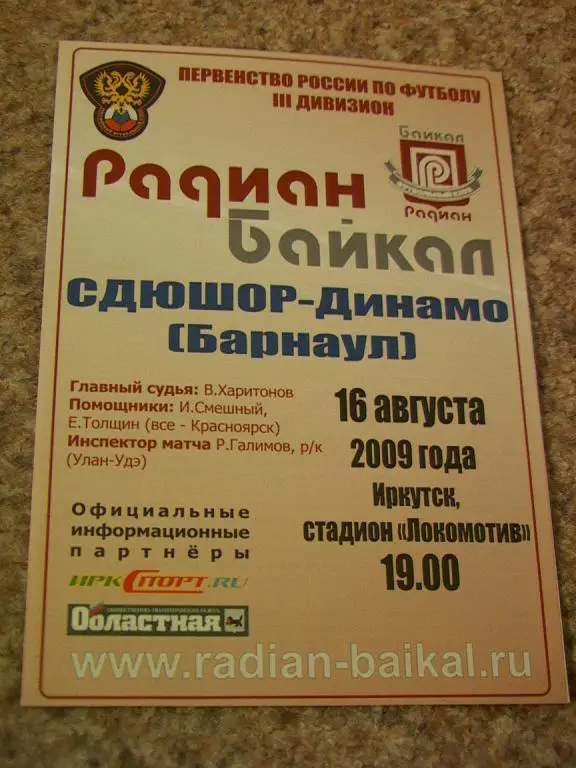 ПЕРВЕНСТВО РОССИИ ПО ФУТБОЛУ
III ДИВИЗИОН
Байкал
Радиан
Радиан
Байкал
СДЮШОР-Динамо
(Барнаул)
Главный судья: В.Харитонов
Помощники: И.Смешный,
Е.Толщин (все - Красноярск)
Инспектор матча Р.Галимов, р/к
(Улан-Удэ)
16 августа
2009 года
Иркутск,
стадион «Локомотив»
19.00
Официальные
информационные
партнёры
ИРКСПОРТ.RU
Областная
www.radian-baikal.ru